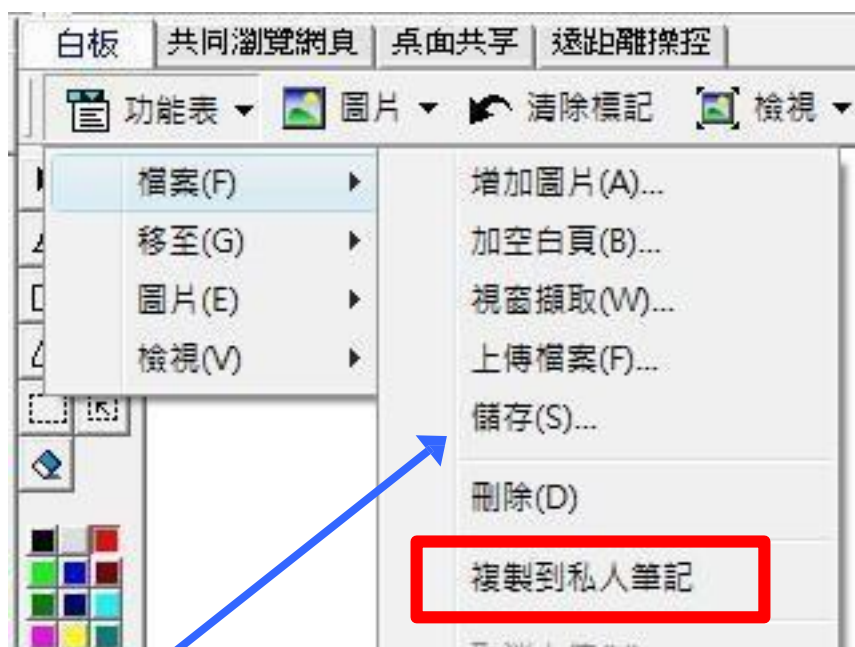 白板 共同瀏覽網頁 桌面共享 遠距離操控
功能表 圖片 清除標記 檢視
檔案(F)
移至(G)
圖片(E)
檢視(V)
增加圖片(A)...
加空白頁(B)...
視窗擷取(W)...
上傳檔案(F)...
儲存(S)...
刪除(D)
複製到私人筆記